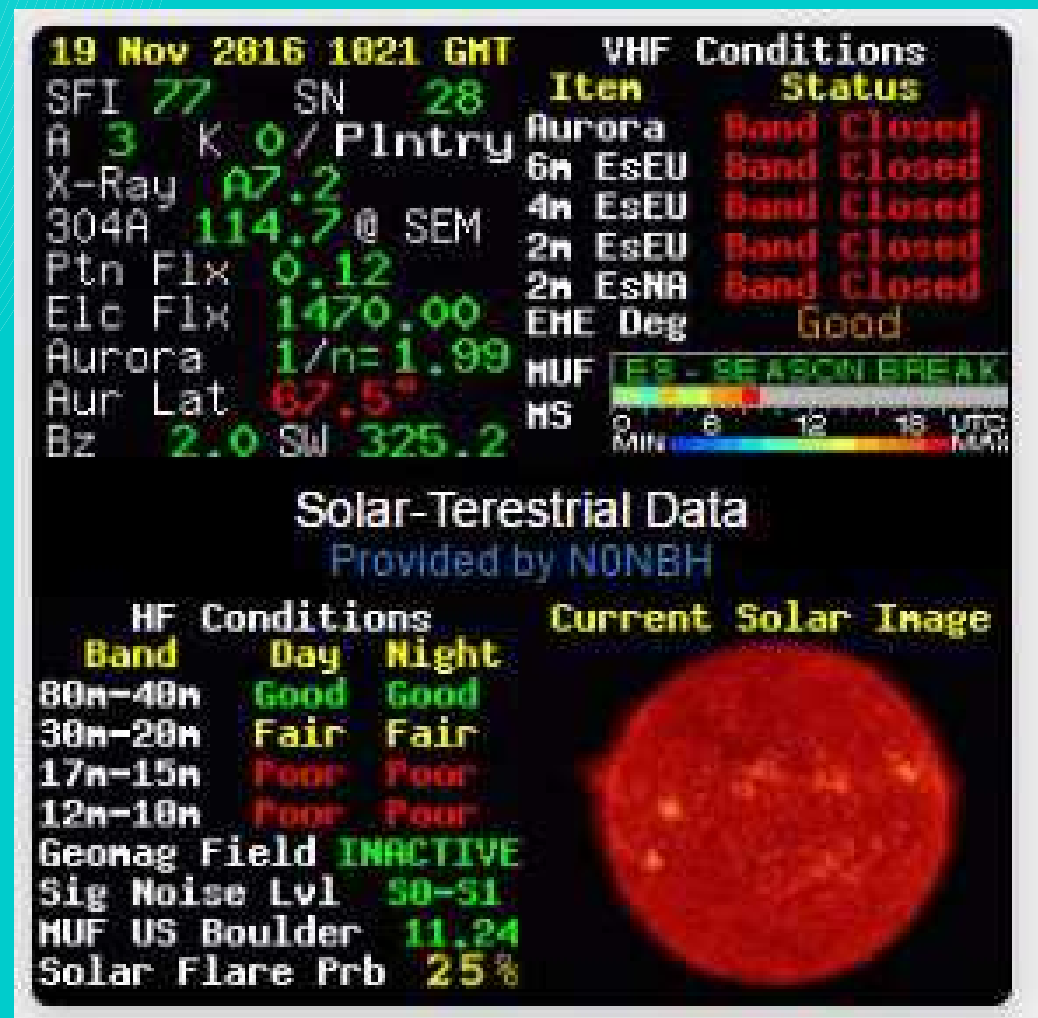 19 Nov 2016 1021 GMT
SFI 77 SN 28
A 3 K 0 / Plntry
X-Ray A7.2
304A 114.7 @ SEM
Ptn Flx 0.12
Elc Flx 1470.00
Aurora 1/n=1.99
Aur Lat 67.5°
Bz 2.0 SW 325.2
VHF Conditions
Item Status
Aurora Band Closed
6m EsEU Band Closed
4m EsEU Band Closed
2m EsEU Band Closed
2m EsNA Band Closed
EME Deg Good
MUF ES - SEASON BREAK
MS
0 6 12 18 UTC
MIN MAX
Solar-Terestrial Data
Provided by N0NBH
HF Conditions
Band Day Night
80m-40m Good Good
30m-20m Fair Fair
17m-15m Poor Poor
12m-10m Poor Poor
Geomag Field INACTIVE
Sig Noise Lvl S0-S1
MUF US Boulder 11.24
Solar Flare Prb 25%
Current Solar Image